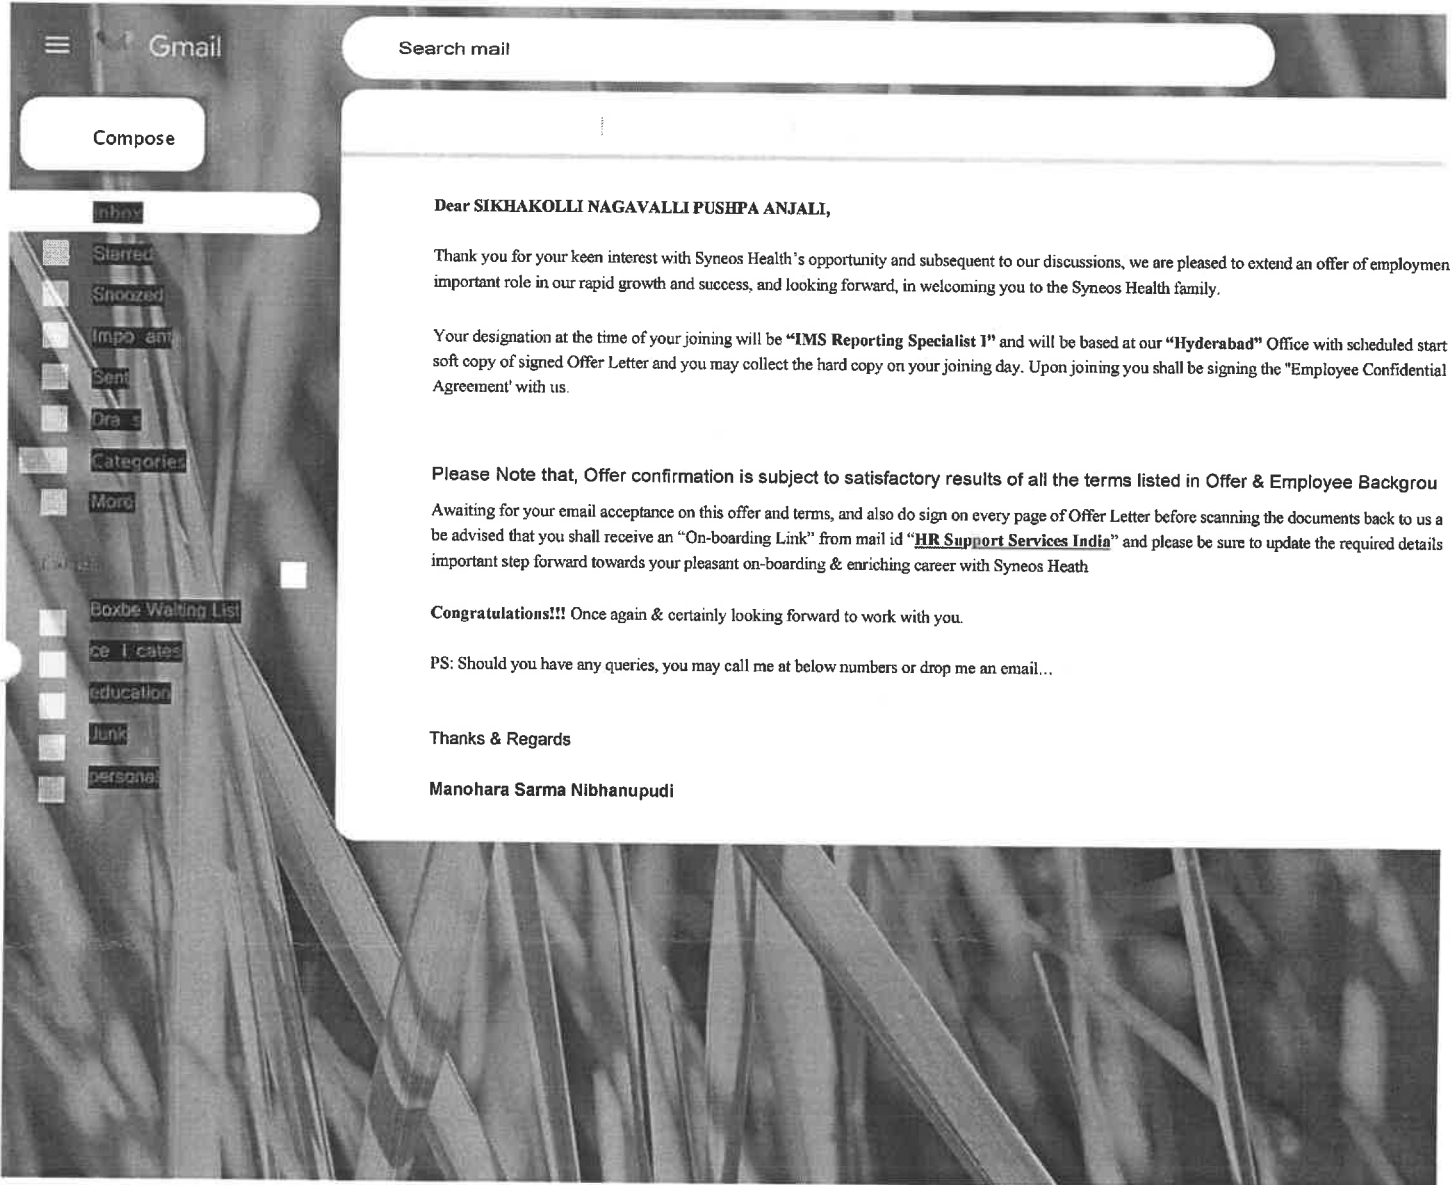 Gmail
Search mail
Compose
Inbox
Starred
Snoozed
Impo  ant
Sent
Dra  s
Categories
More
Boxbe Waiting List
ce  i cates
education
Junk
personal
Dear SIKHAKOLLI NAGAVALLI PUSHPA ANJALI,
Thank you for your keen interest with Syneos Health's opportunity and subsequent to our discussions, we are pleased to extend an offer of employmen
important role in our rapid growth and success, and looking forward, in welcoming you to the Syneos Health family.
Your designation at the time of your joining will be “IMS Reporting Specialist I” and will be based at our “Hyderabad” Office with scheduled start
soft copy of signed Offer Letter and you may collect the hard copy on your joining day. Upon joining you shall be signing the "Employee Confidential
Agreement' with us.
Please Note that, Offer confirmation is subject to satisfactory results of all the terms listed in Offer & Employee Backgrou
Awaiting for your email acceptance on this offer and terms, and also do sign on every page of Offer Letter before scanning the documents back to us a
be advised that you shall receive an “On-boarding Link” from mail id “HR Support Services India” and please be sure to update the required details
important step forward towards your pleasant on-boarding & enriching career with Syneos Heath
Congratulations!!! Once again & certainly looking forward to work with you.
PS: Should you have any queries, you may call me at below numbers or drop me an email...
Thanks & Regards
Manohara Sarma Nibhanupudi